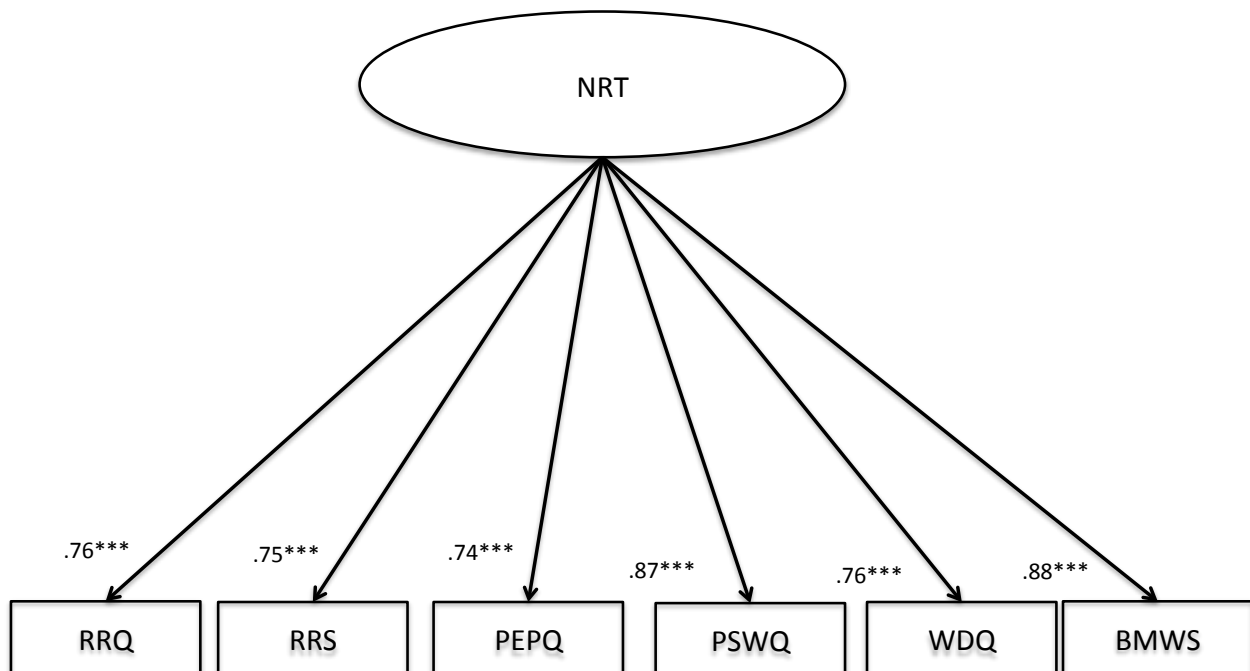 NRT
.76***
.75***
.74***
.87***
.76***
.88***
RRQ
RRS
PEPQ
PSWQ
WDQ
BMWS